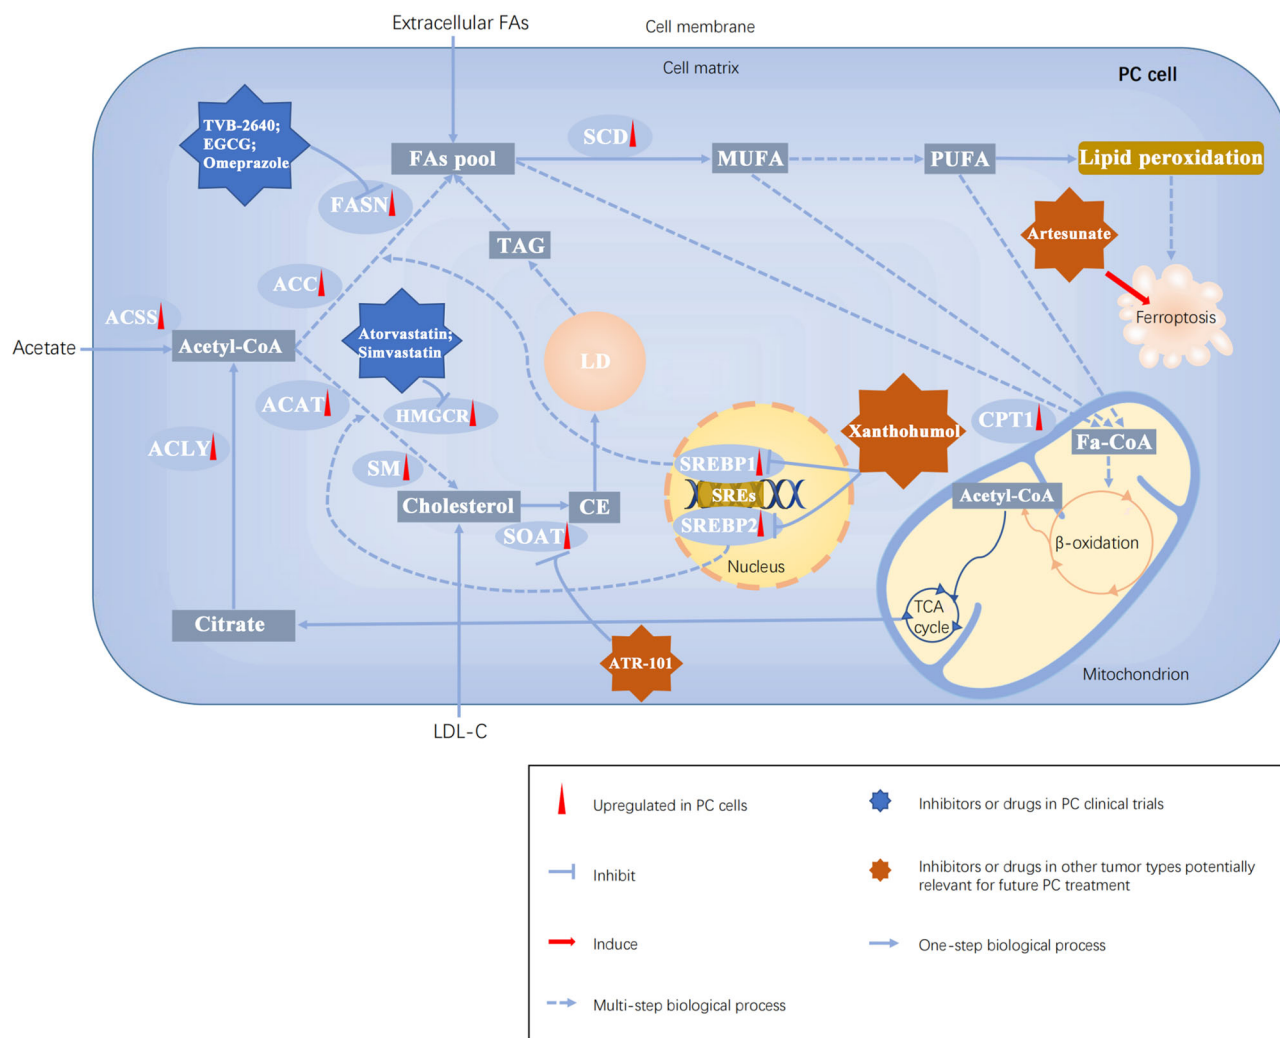 Extracellular FAs
Cell membrane
Cell matrix
PC cell
TVB-2640;
EGCG;
Omeprazole
SCD
FAs pool
MUFA
PUFA
Lipid peroxidation
FASN
TAG
Artesunate
ACC
ACSS
Ferroptosis
Acetate
Acetyl-CoA
Atorvastatin;
Simvastatin
LD
ACAT
HMGCR
Xanthohumol
CPT1
Fa-CoA
ACLY
SM
SREBP1
Acetyl-CoA
SREs
Cholesterol
CE
SREBP2
SOAT
β-oxidation
Nucleus
TCA
cycle
Citrate
ATR-101
Mitochondrion
LDL-C
Upregulated in PC cells
Inhibitors or drugs in PC clinical trials
Inhibit
Inhibitors or drugs in other tumor types potentially
relevant for future PC treatment
Induce
One-step biological process
Multi-step biological process